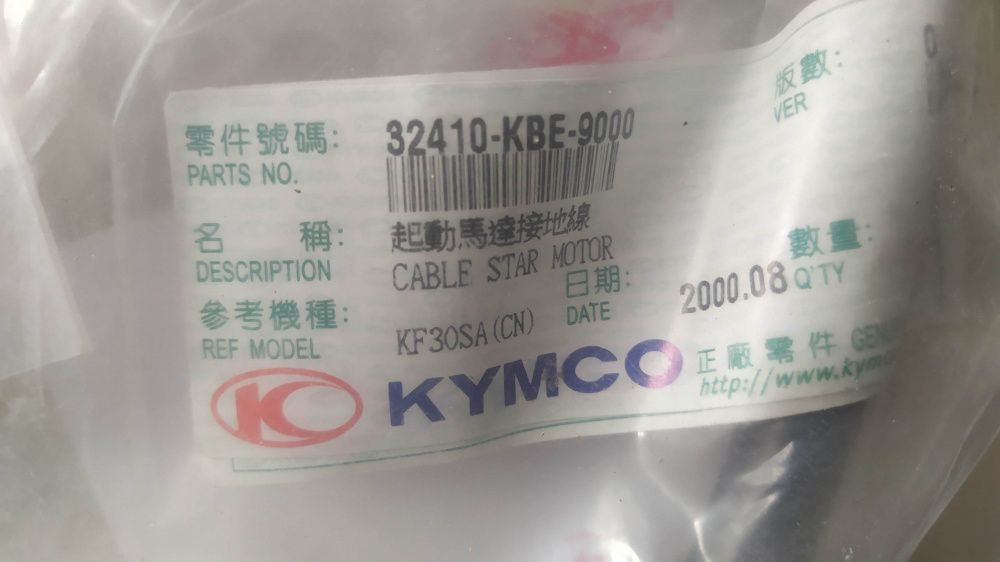 零件號碼: 32410-KBE-9000 版數:
PARTS NO. VER
名 稱: 起動馬達接地線 數量:
DESCRIPTION CABLE STAR MOTOR Q'TY
參考機種: 日期: 2000.08
REF MODEL KF30SA(CN) DATE
KYMCO 正廠零件
http://www.kym